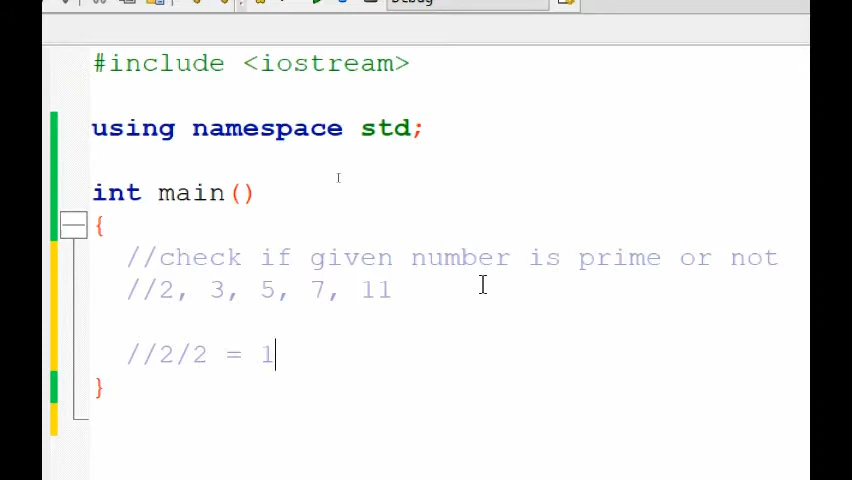 #include <iostream>
using namespace std;
int main()
{
//check if given number is prime or not
//2, 3, 5, 7, 11
//2/2 = 1
}